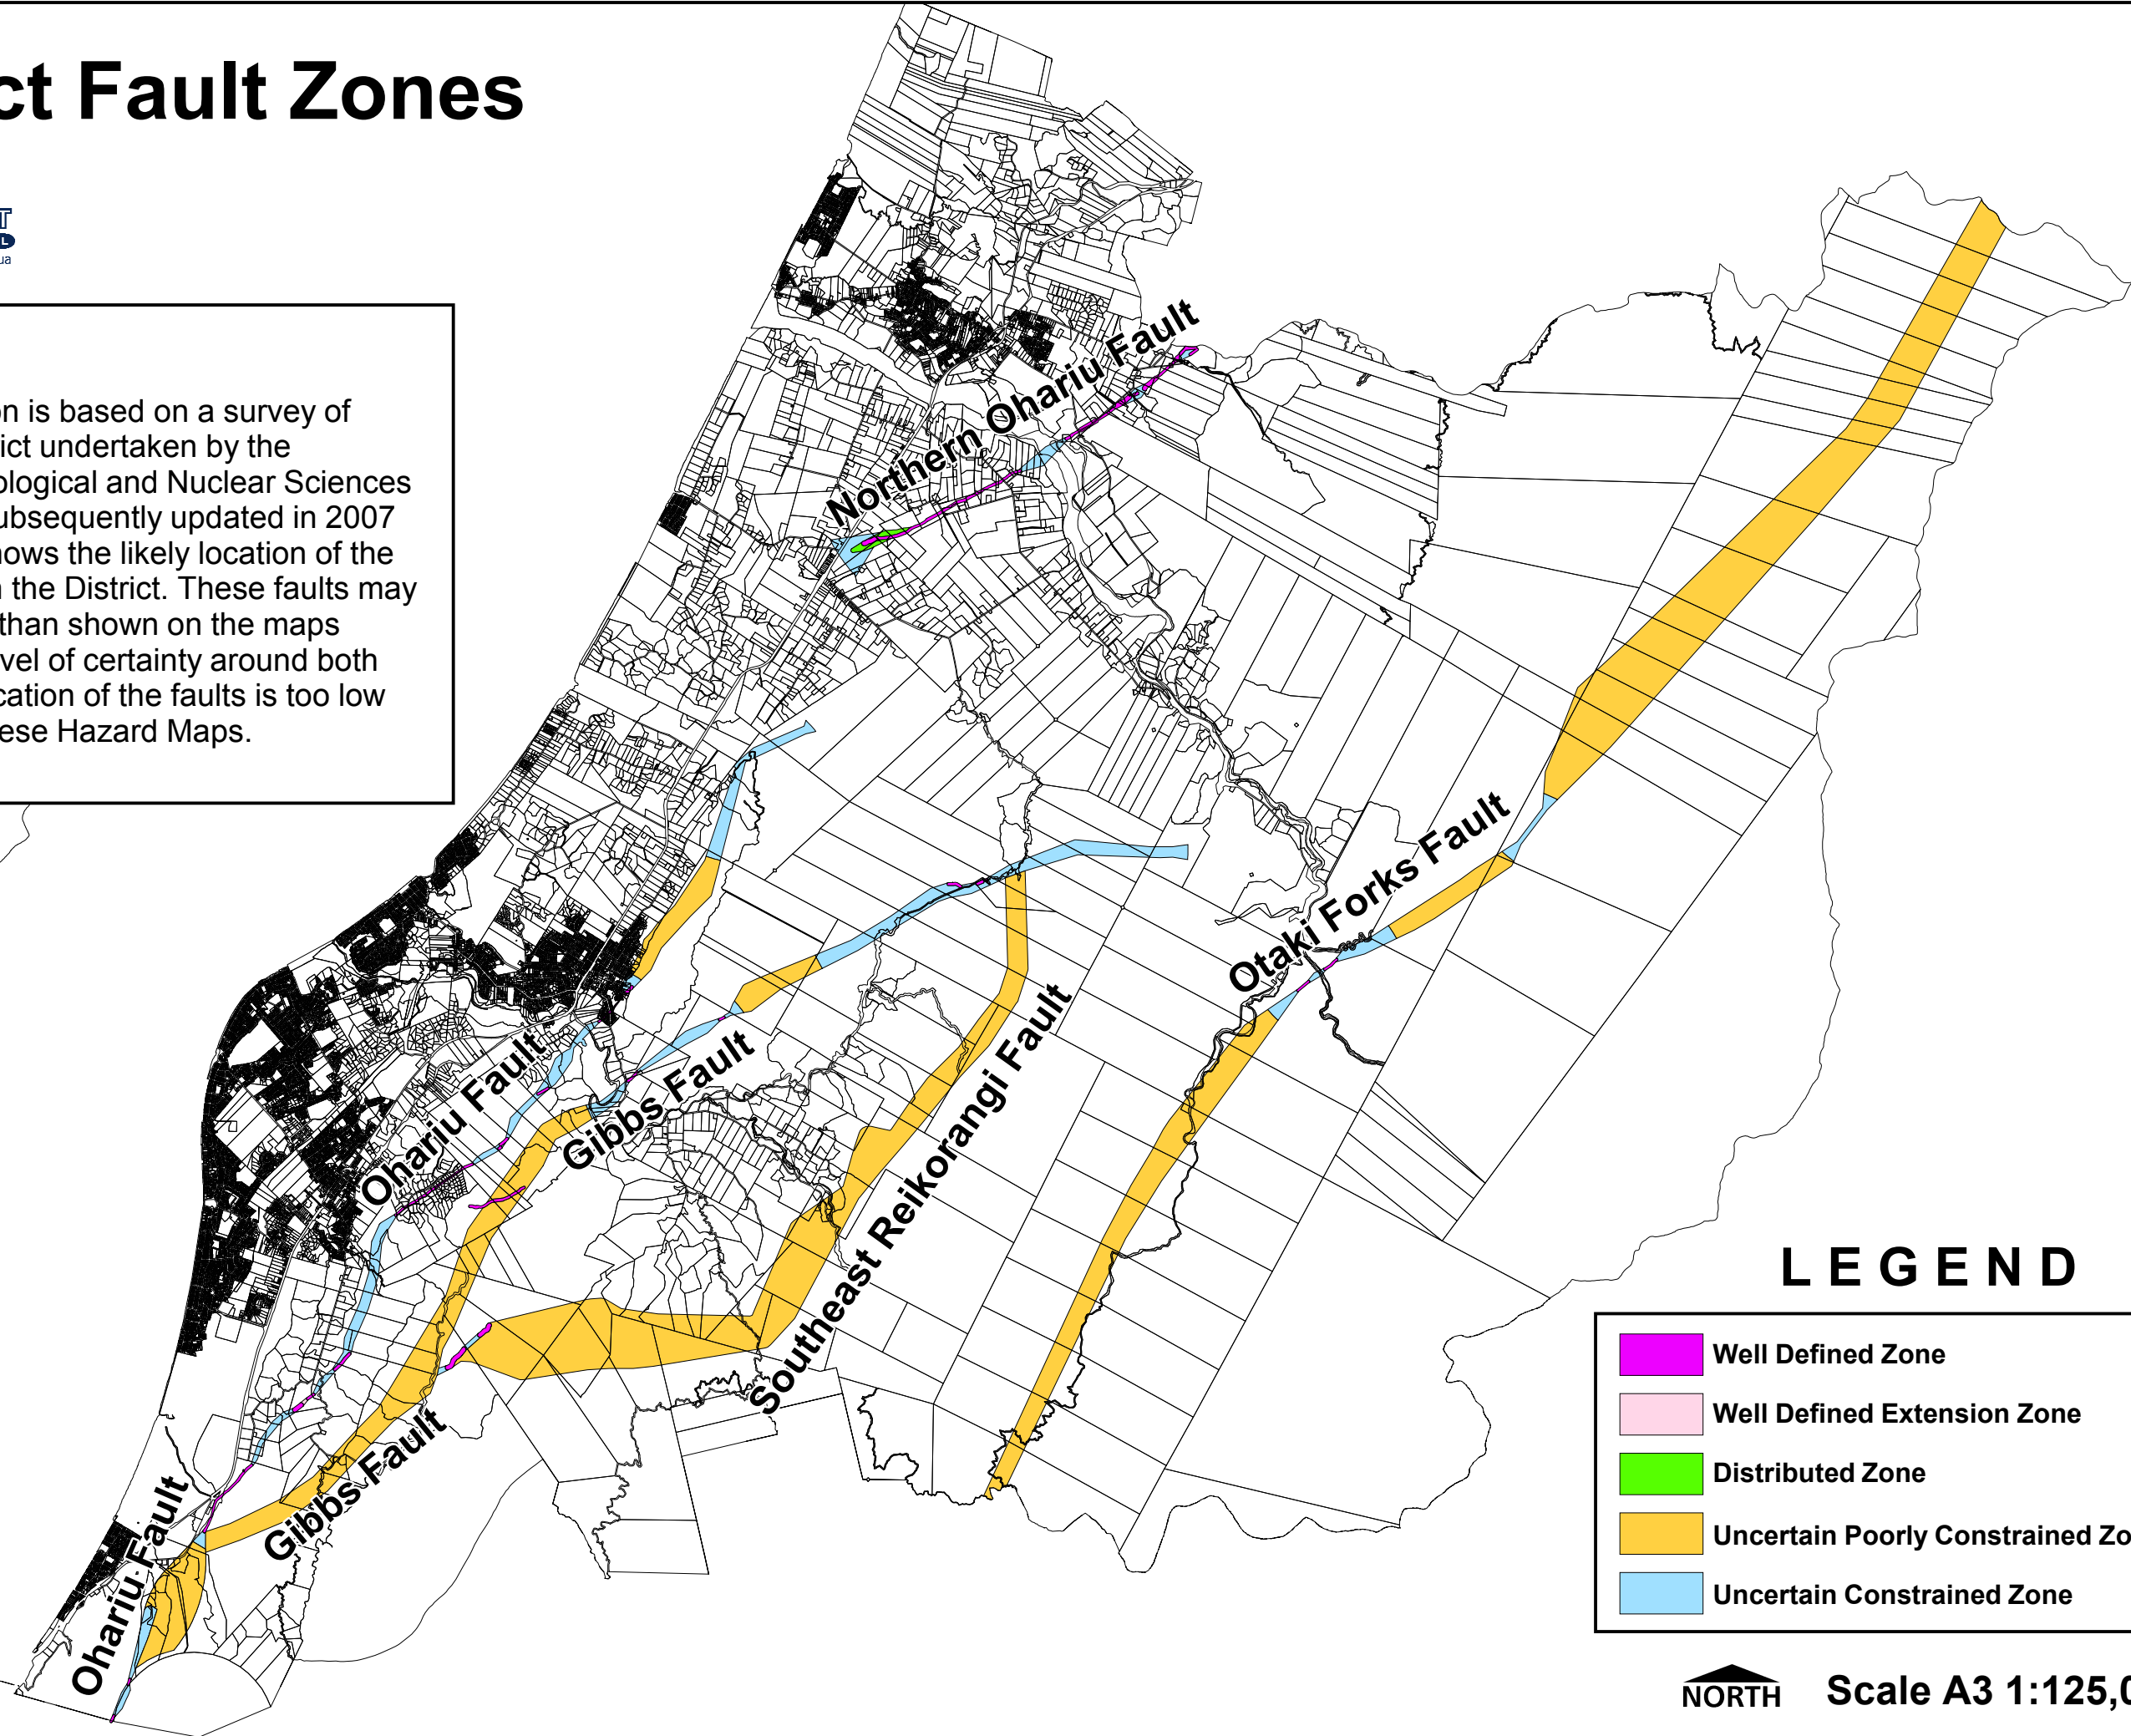 ct Fault Zones
T
L
ua
on is based on a survey of
ict undertaken by the
ological and Nuclear Sciences
ubsequently updated in 2007
hows the likely location of the
n the District. These faults may
than shown on the maps
vel of certainty around both
cation of the faults is too low
ese Hazard Maps.
Northern Ohariu Fault
Otaki Forks Fault
Southeast Reikorangi Fault
Ohariu Fault
Gibbs Fault
Gibbs Fault
Ohariu Fault
LEGEND
Well Defined Zone
Well Defined Extension Zone
Distributed Zone
Uncertain Poorly Constrained Zo
Uncertain Constrained Zone
NORTH
Scale A3 1:125,0